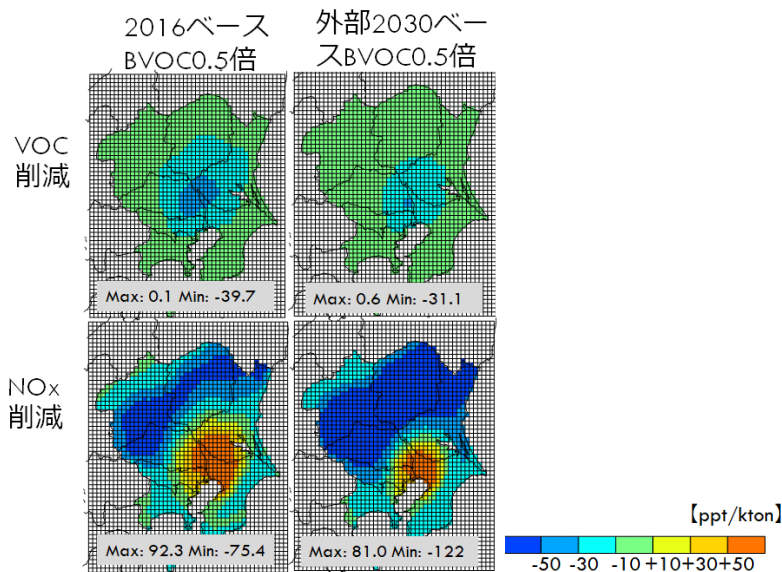 2016ベース
BVOC0.5倍
外部2030ベー
スBVOC0.5倍
VOC
削減
Max: 0.1 Min: -39.7
Max: 0.6 Min: -31.1
NOx
削減
Max: 92.3 Min: -75.4
Max: 81.0 Min: -122
【ppt/kton】
-50 -30 -10 +10+30+50